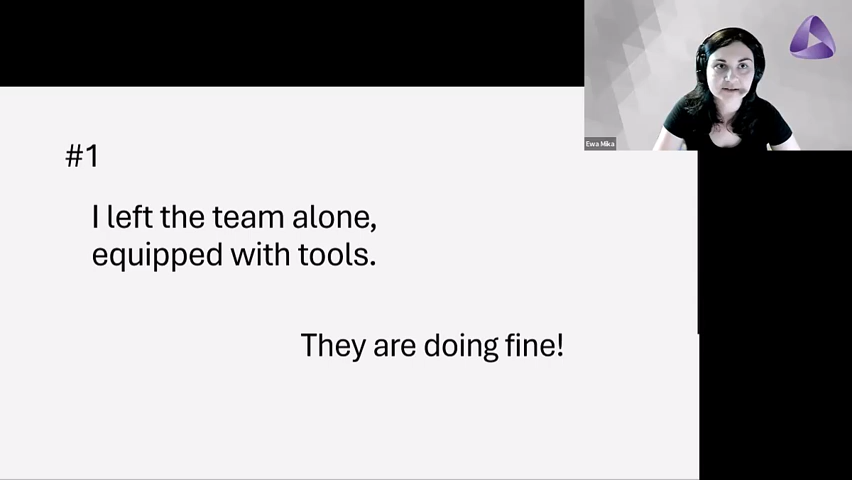 #1
I left the team alone,
equipped with tools.
They are doing fine!
Ewa Mika